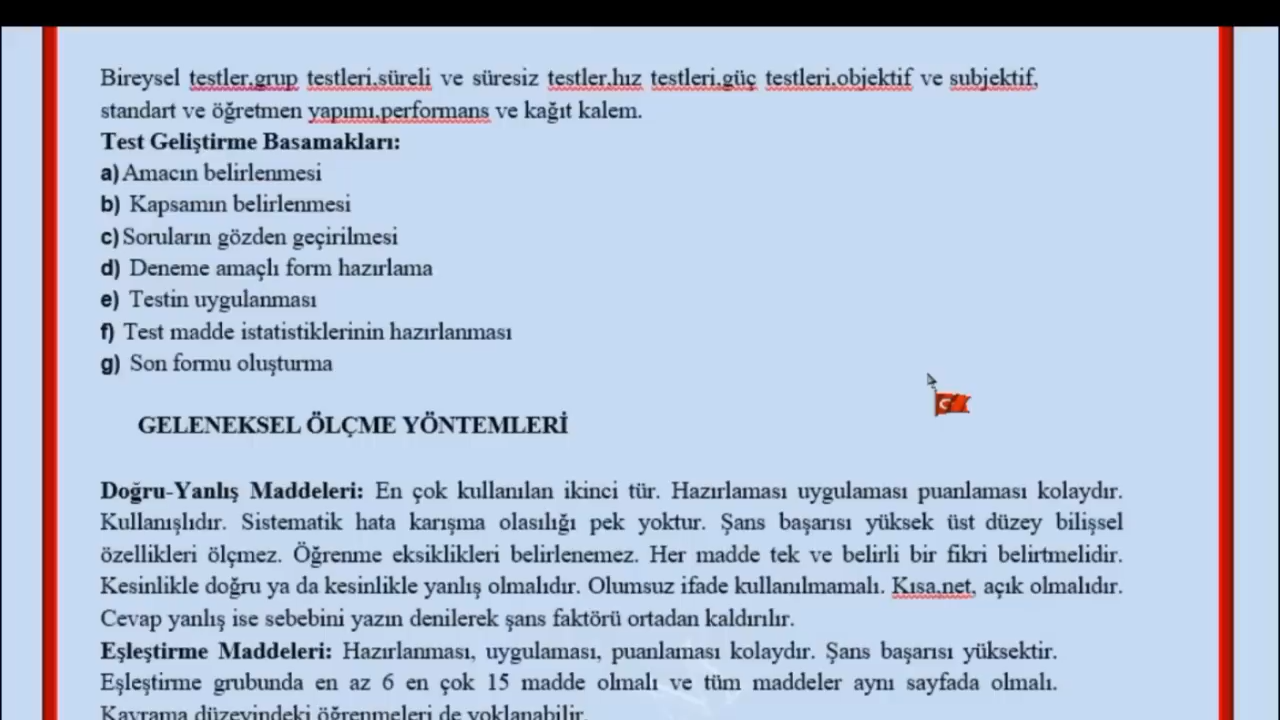 Bireysel testler,grup testleri,süreli ve süresiz testler,hız testleri,güç testleri,objektif ve subjektif,
standart ve öğretmen yapımı,performans ve kağıt kalem.
Test Geliştirme Basamakları:
a) Amacın belirlenmesi
b) Kapsamın belirlenmesi
c) Soruların gözden geçirilmesi
d) Deneme amaçlı form hazırlama
e) Testin uygulanması
f) Test madde istatistiklerinin hazırlanması
g) Son formu oluşturma
GELENEKSEL ÖLÇME YÖNTEMLERİ
Doğru-Yanlış Maddeleri: En çok kullanılan ikinci tür. Hazırlaması uygulaması puanlaması kolaydır.
Kullanışlıdır. Sistematik hata karışma olasılığı pek yoktur. Şans başarısı yüksek üst düzey bilişsel
özellikleri ölçmez. Öğrenme eksiklikleri belirlenemez. Her madde tek ve belirli bir fikri belirtmelidir.
Kesinlikle doğru ya da kesinlikle yanlış olmalıdır. Olumsuz ifade kullanılmamalı. Kısa,net, açık olmalıdır.
Cevap yanlış ise sebebini yazın denilerek şans faktörü ortadan kaldırılır.
Eşleştirme Maddeleri: Hazırlanması, uygulaması, puanlaması kolaydır. Şans başarısı yüksektir.
Eşleştirme grubunda en az 6 en çok 15 madde olmalı ve tüm maddeler aynı sayfada olmalı.
Kavrama düzeyindeki öğrenmeleri de yoklanabilir.